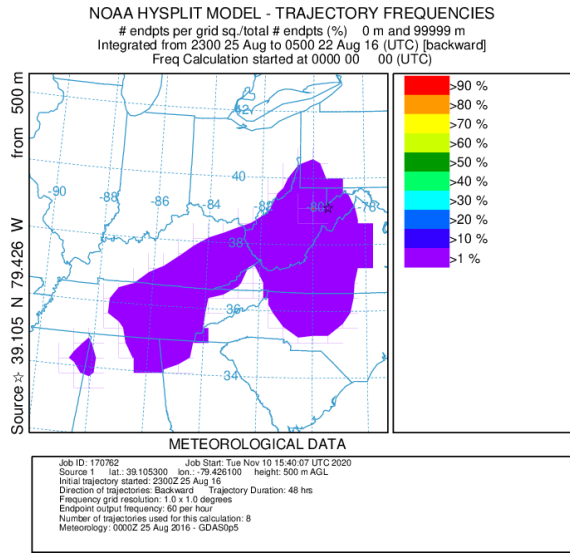 NOAA HYSPLIT MODEL - TRAJECTORY FREQUENCIES
# endpts per grid sq./total # endpts (%) 0 m and 99999 m
Integrated from 2300 25 Aug to 0500 22 Aug 16 (UTC) [backward]
Freq Calculation started at 0000 00 00 (UTC)
Source ☆ 39.105 N 79.426 W from 500 m
42
-90
-88
-86
-84
40
-82
-80
-78
38
36
34
>90 %
>80 %
>70 %
>60 %
>50 %
>40 %
>30 %
>20 %
>10 %
>1 %
METEOROLOGICAL DATA
Job ID: 170762 Job Start: Tue Nov 10 15:40:07 UTC 2020
Source 1 lat.: 39.105300 lon.: -79.426100 height: 500 m AGL
Initial trajectory started: 2300Z 25 Aug 16
Direction of trajectories: Backward Trajectory Duration: 48 hrs
Frequency grid resolution: 1.0 x 1.0 degrees
Endpoint output frequency: 60 per hour
Number of trajectories used for this calculation: 8
Meteorology: 0000Z 25 Aug 2016 - GDAS0p5